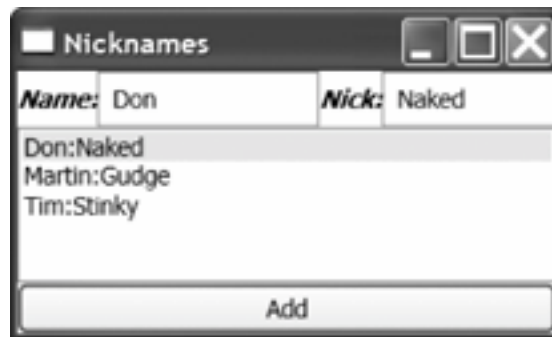 Nicknames
Name: Don Nick: Naked
Don:Naked
Martin:Gudge
Tim:Stinky
Add